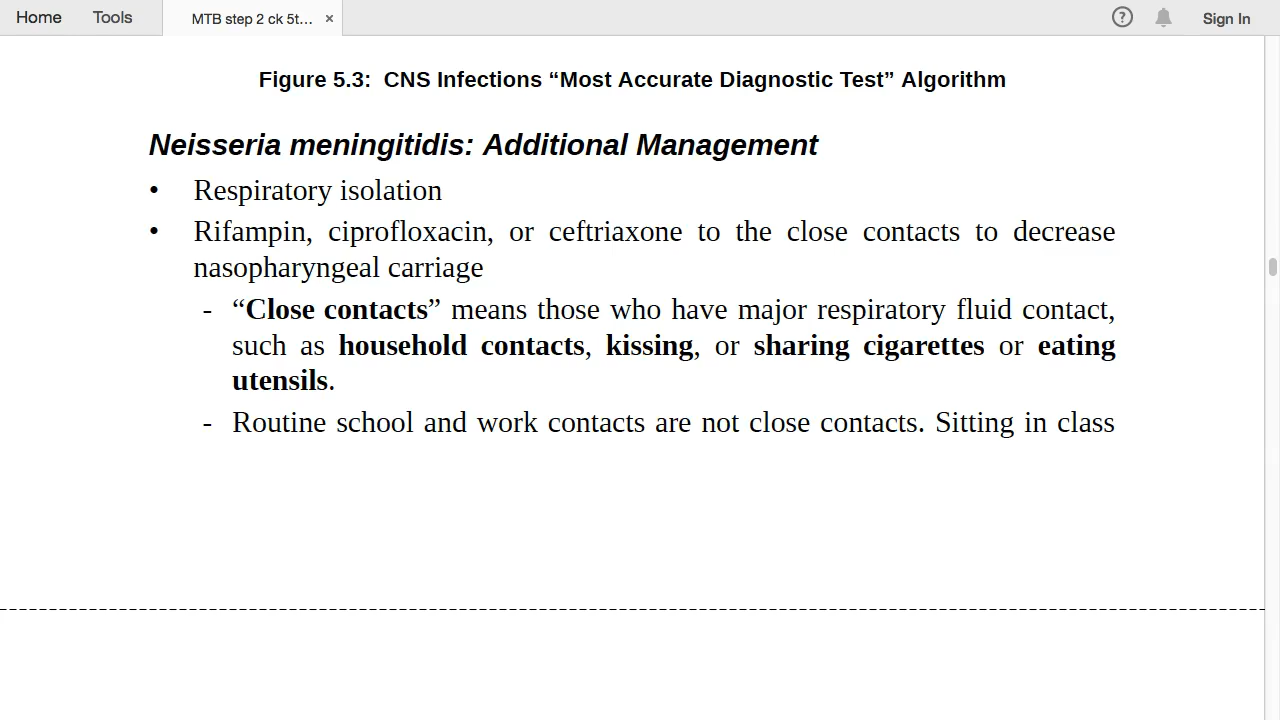 Home Tools MTB step 2 ck 5t... × ? Sign In
Figure 5.3: CNS Infections “Most Accurate Diagnostic Test” Algorithm
Neisseria meningitidis: Additional Management
• Respiratory isolation
• Rifampin, ciprofloxacin, or ceftriaxone to the close contacts to decrease
nasopharyngeal carriage
- “Close contacts” means those who have major respiratory fluid contact,
such as household contacts, kissing, or sharing cigarettes or eating
utensils.
- Routine school and work contacts are not close contacts. Sitting in class